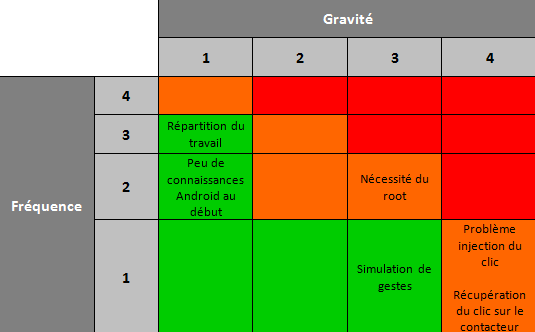 Gravité
1 2 3 4
4
3
Répartition du
travail
Fréquence
2
Peu de
connaissances
Android au
début
Nécessité du
root
1
Simulation de
gestes
Problème
injection du
clic
Récupération
du clic sur le
contacteur